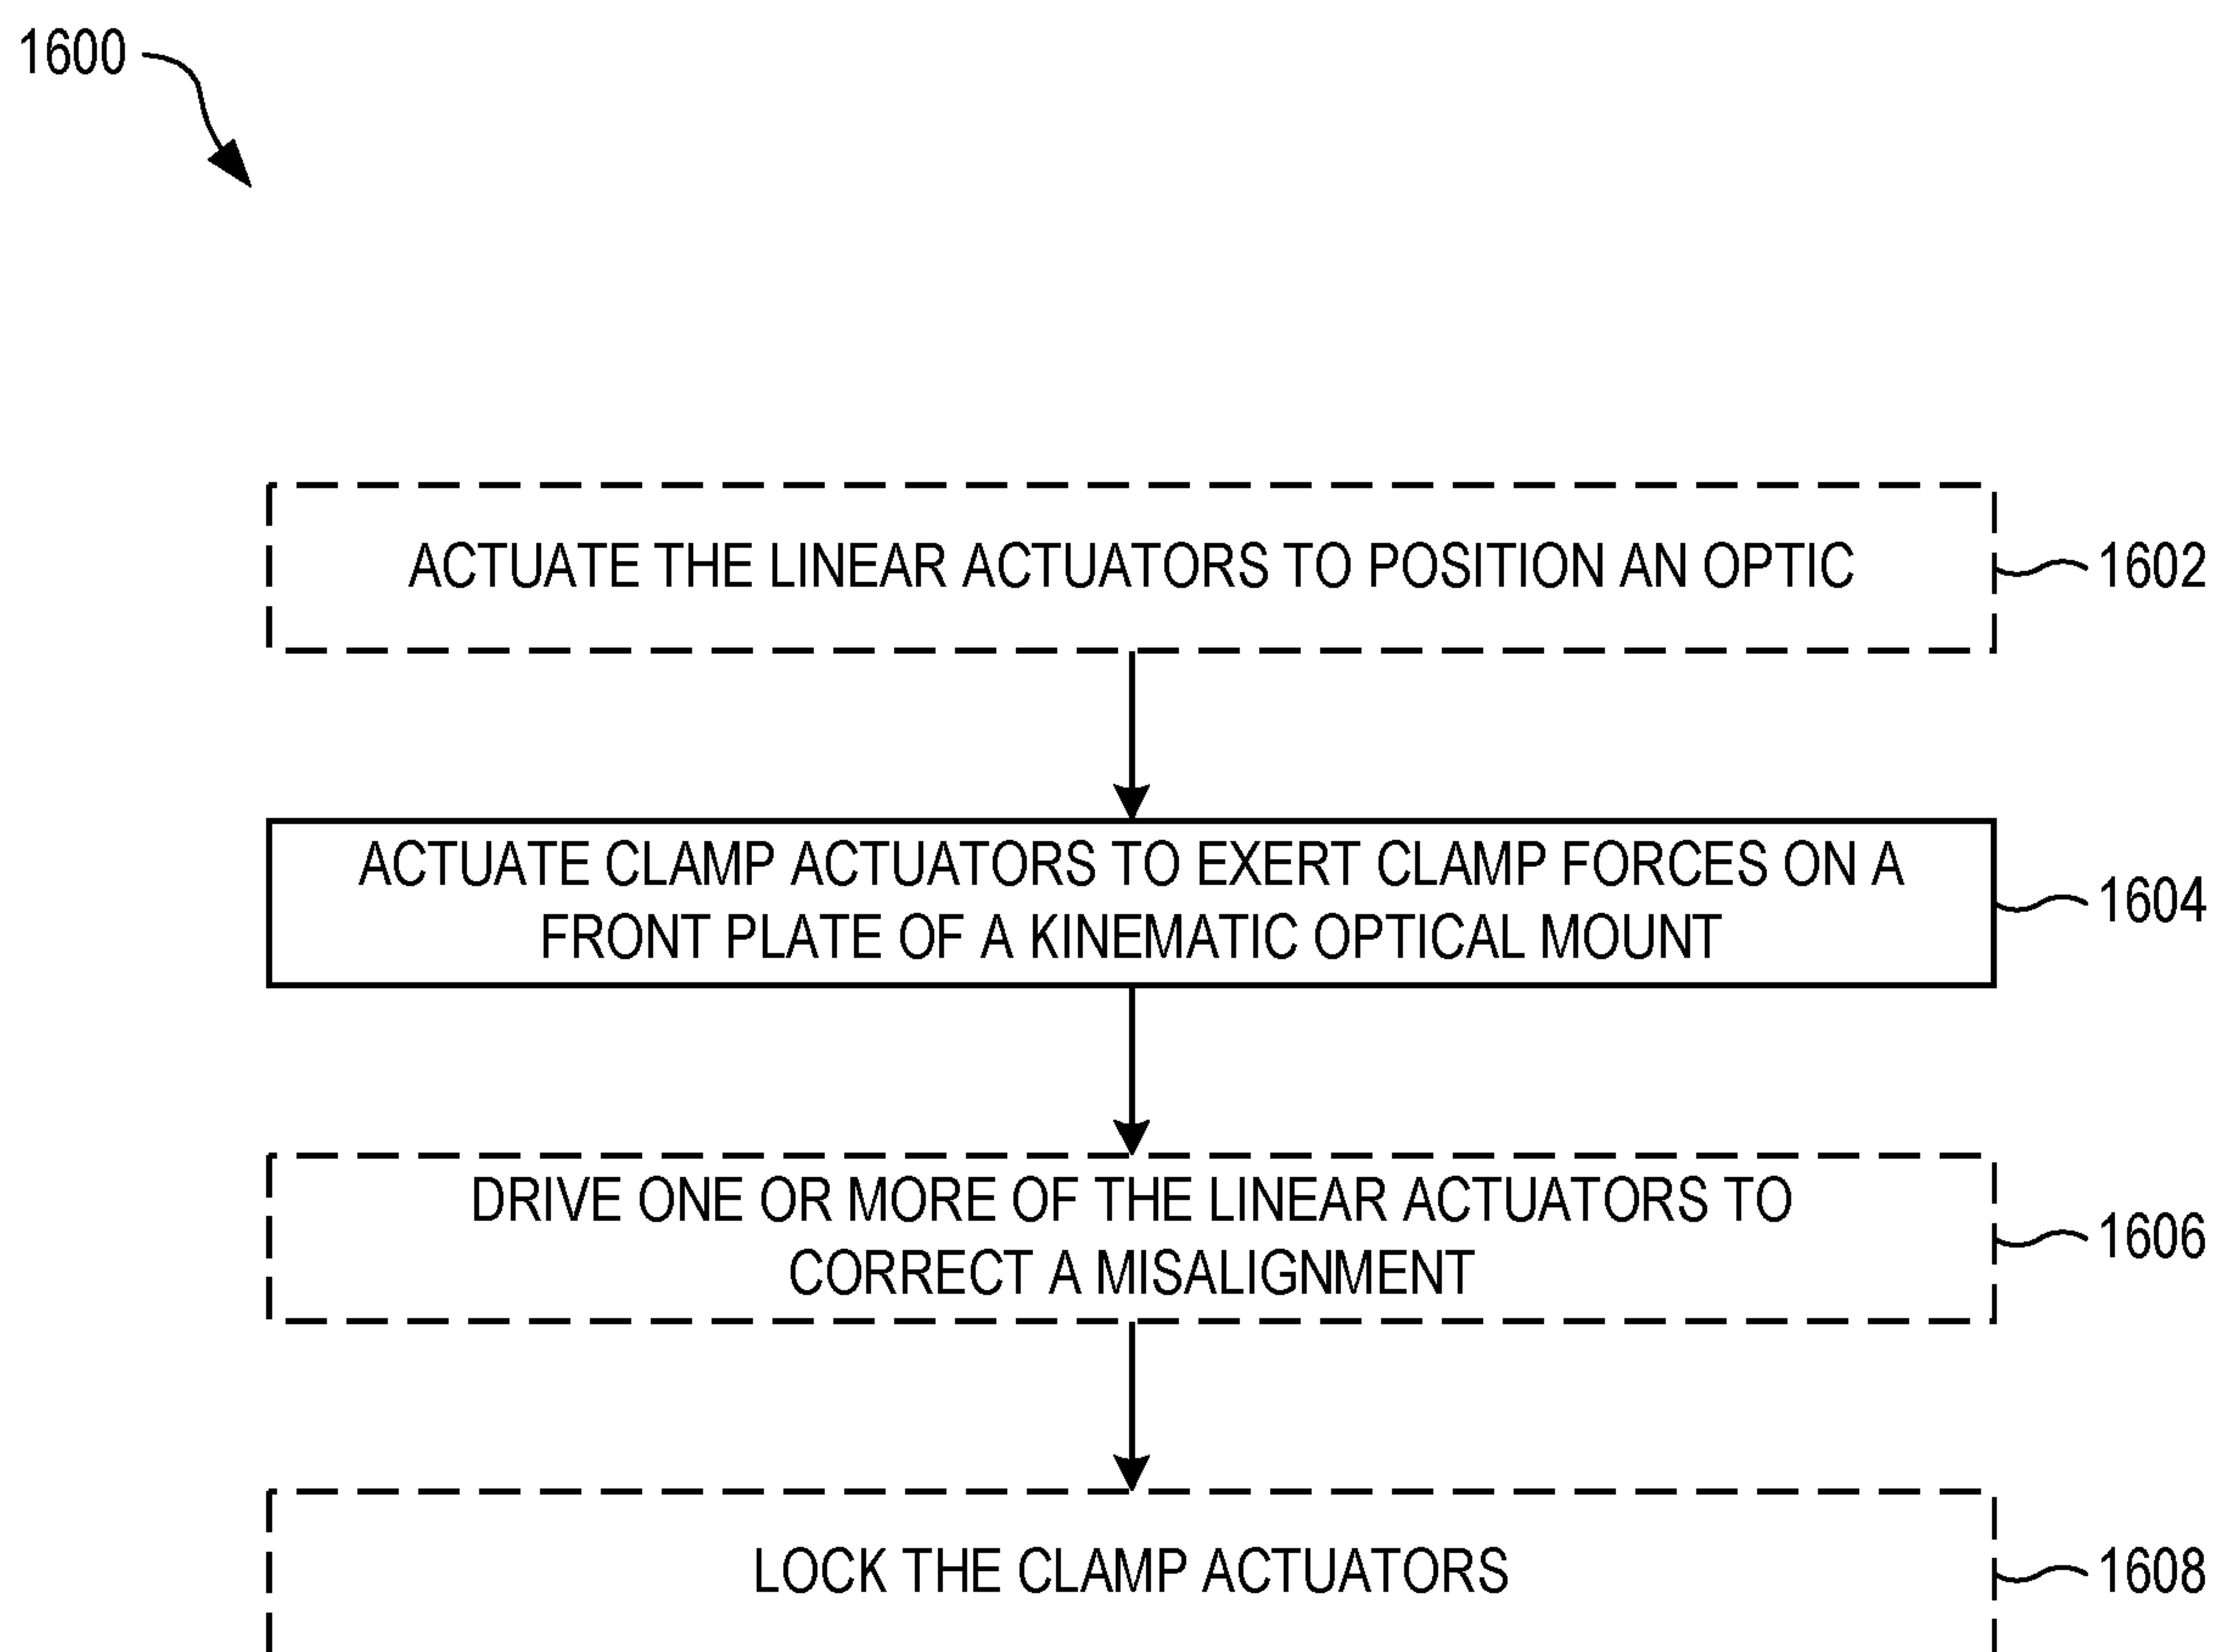 1600
ACTUATE THE LINEAR ACTUATORS TO POSITION AN OPTIC
1602
ACTUATE CLAMP ACTUATORS TO EXERT CLAMP FORCES ON A
FRONT PLATE OF A KINEMATIC OPTICAL MOUNT
1604
DRIVE ONE OR MORE OF THE LINEAR ACTUATORS TO
CORRECT A MISALIGNMENT
1606
LOCK THE CLAMP ACTUATORS
1608